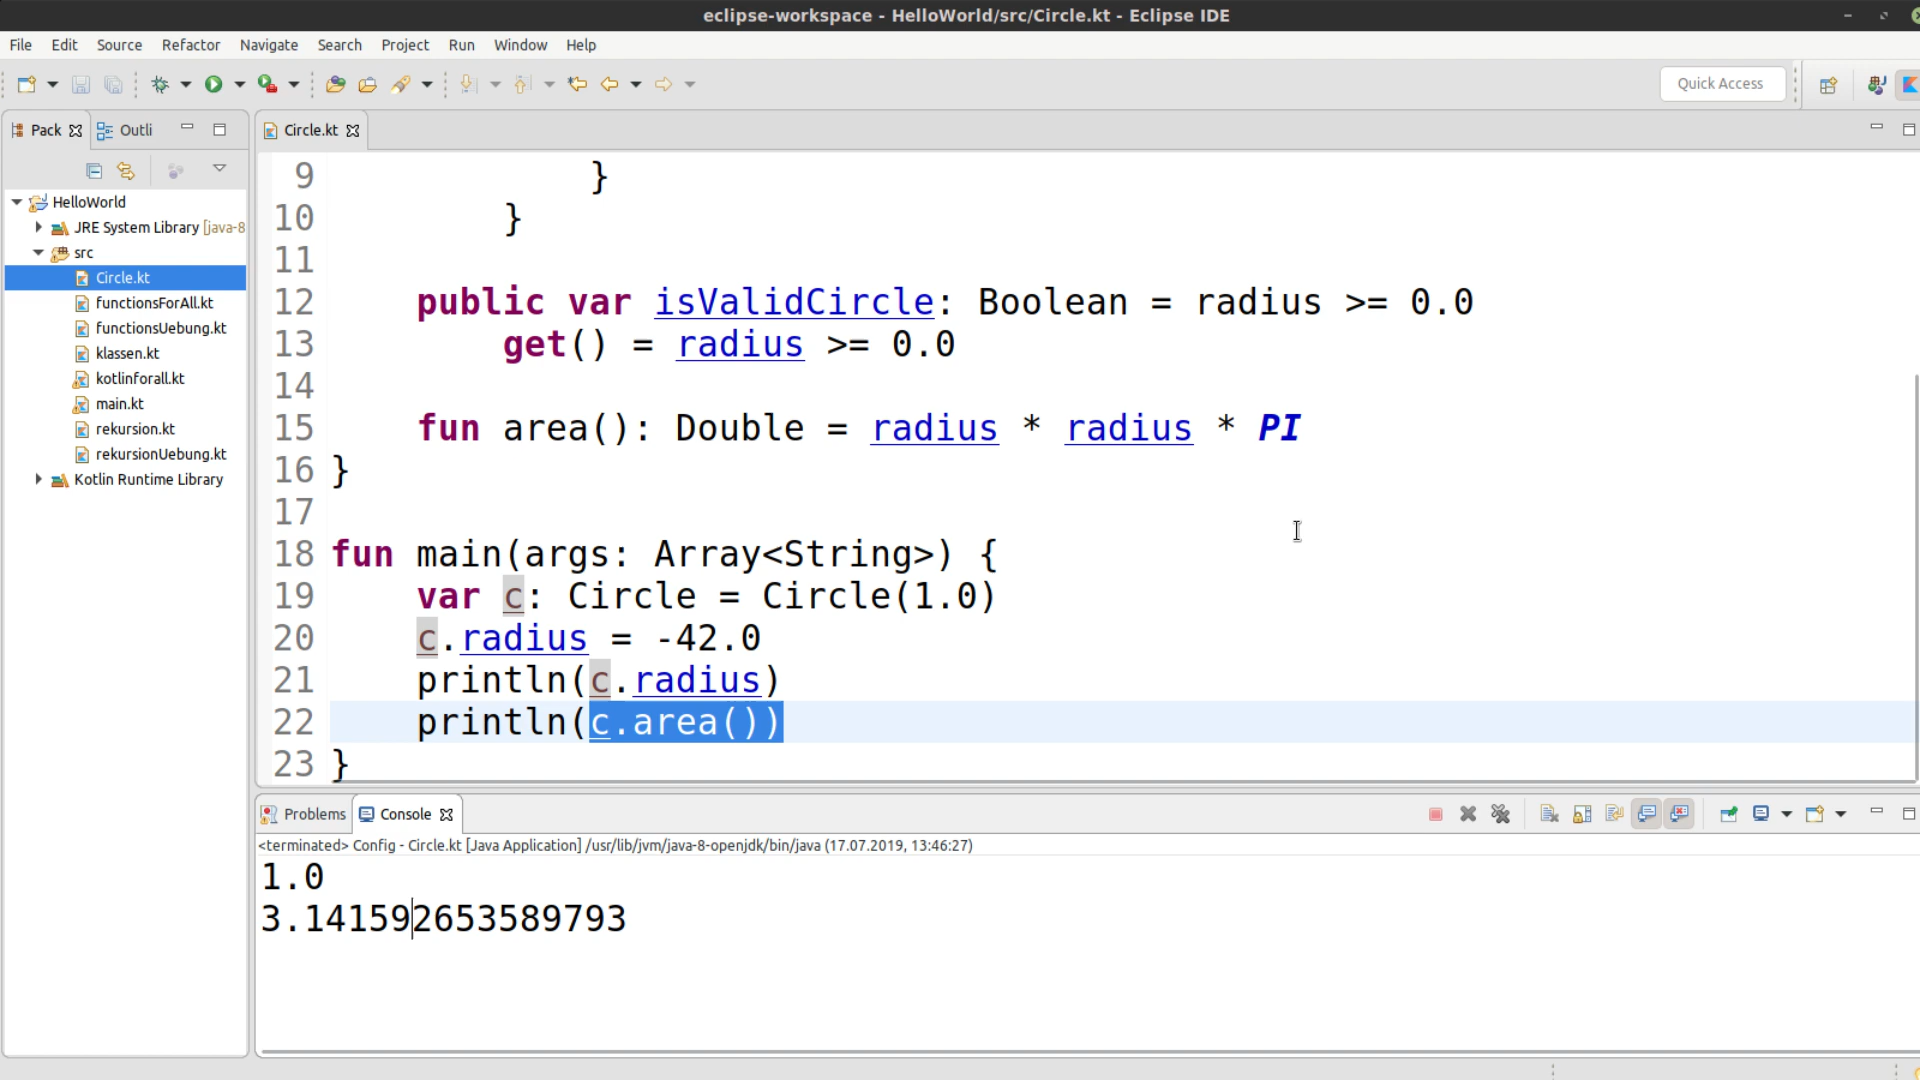 eclipse-workspace - HelloWorld/src/Circle.kt - Eclipse IDE
File Edit Source Refactor Navigate Search Project Run Window Help
Quick Access
Pack Outli
Circle.kt
HelloWorld
JRE System Library [java-8
src
Circle.kt
functionsForAll.kt
functionsUebung.kt
klassen.kt
kotlinforall.kt
main.kt
rekursion.kt
rekursionUebung.kt
Kotlin Runtime Library
9 }
10 }
11
12 public var isValidCircle: Boolean = radius >= 0.0
13 get() = radius >= 0.0
14
15 fun area(): Double = radius * radius * PI
16 }
17
18 fun main(args: Array<String>) {
19 var c: Circle = Circle(1.0)
20 c.radius = -42.0
21 println(c.radius)
22 println(c.area())
23 }
Problems Console
<terminated> Config - Circle.kt [Java Application] /usr/lib/jvm/java-8-openjdk/bin/java (17.07.2019, 13:46:27)
1.0
3.141592653589793